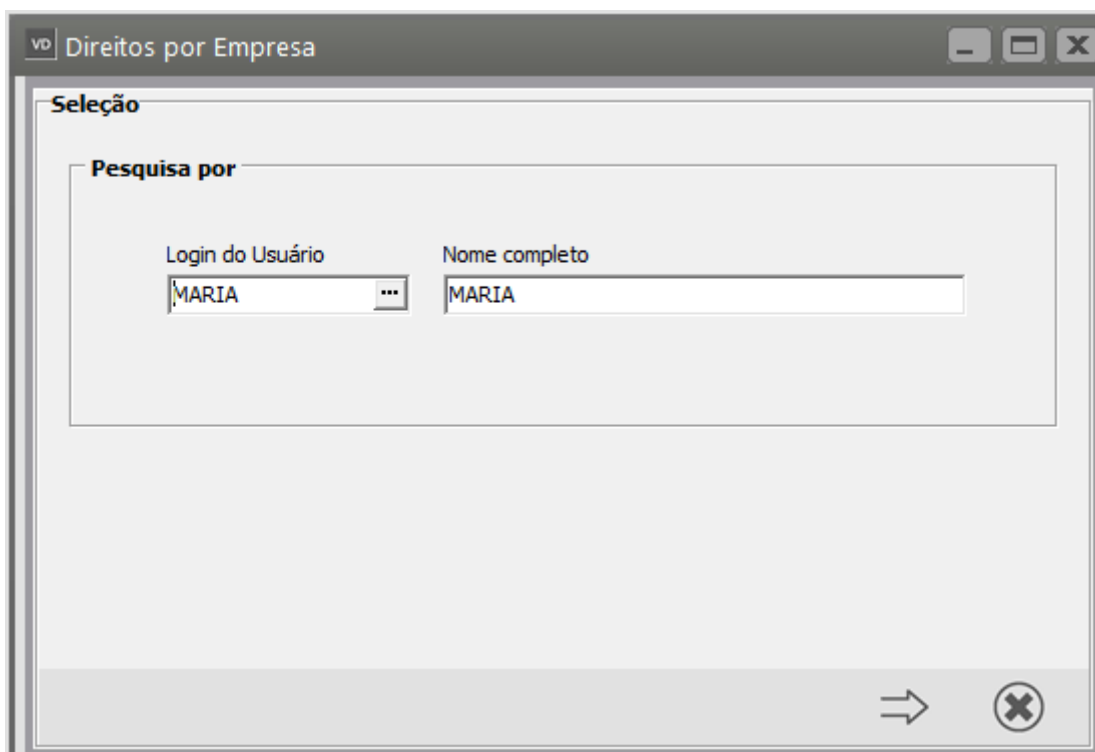 VD Direitos por Empresa
Seleção
Pesquisa por
Login do Usuário Nome completo
MARIA ... MARIA